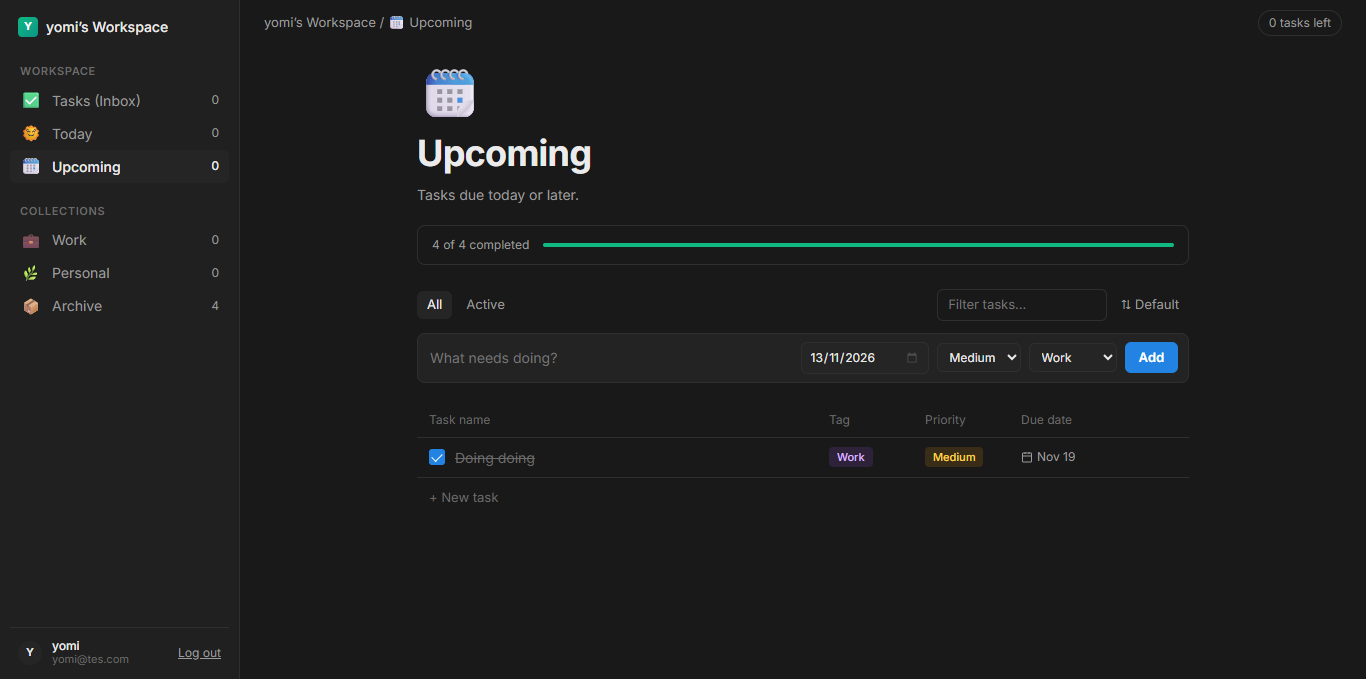 Y yomi’s Workspace
WORKSPACE
Tasks (Inbox) 0
Today 0
Upcoming 0
COLLECTIONS
Work 0
Personal 0
Archive 4
Y yomi
yomi@tes.com
Log out
yomi’s Workspace / Upcoming
0 tasks left
Upcoming
Tasks due today or later.
4 of 4 completed
All Active Filter tasks... ⇅ Default
What needs doing? 13/11/2026 Medium Work Add
Task name Tag Priority Due date
Doing doing Work Medium Nov 19
+ New task